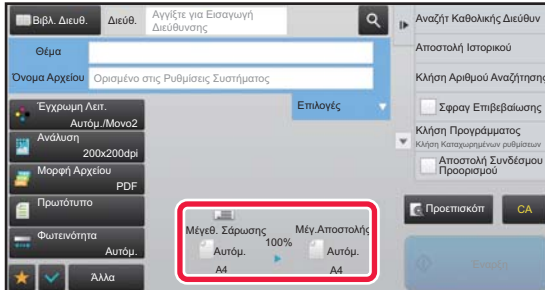 Βιβλ. Διευθ.
Διεύθ.
Αγγίξτε για Εισαγωγή
Διεύθυνσης
Θέμα
Όνομα Αρχείου
Ορισμένο στις Ρυθμίσεις Συστήματος
Έγχρωμη Λειτ.
Αυτόμ./Μονο2
Επιλογές
Ανάλυση
200x200dpi
Μορφή Αρχείου
PDF
Πρωτότυπο
Φωτεινότητα
Αυτόμ.
Άλλα
Μέγεθ. Σάρωσης
100%
Μέγ.Αποστολής
Αυτόμ.
Αυτόμ.
A4
A4
Αναζήτ Καθολικής Διεύθυν
Αποστολή Ιστορικού
Κλήση Αριθμού Αναζήτησης
Σφραγ Επιβεβαίωσης
Κλήση Προγράμματος
Κλήση Καταχωρημένων ρυθμίσεων
Αποστολή Συνδέσμου
Προορισμού
Προεπισκόπ
CA
Έναρξη